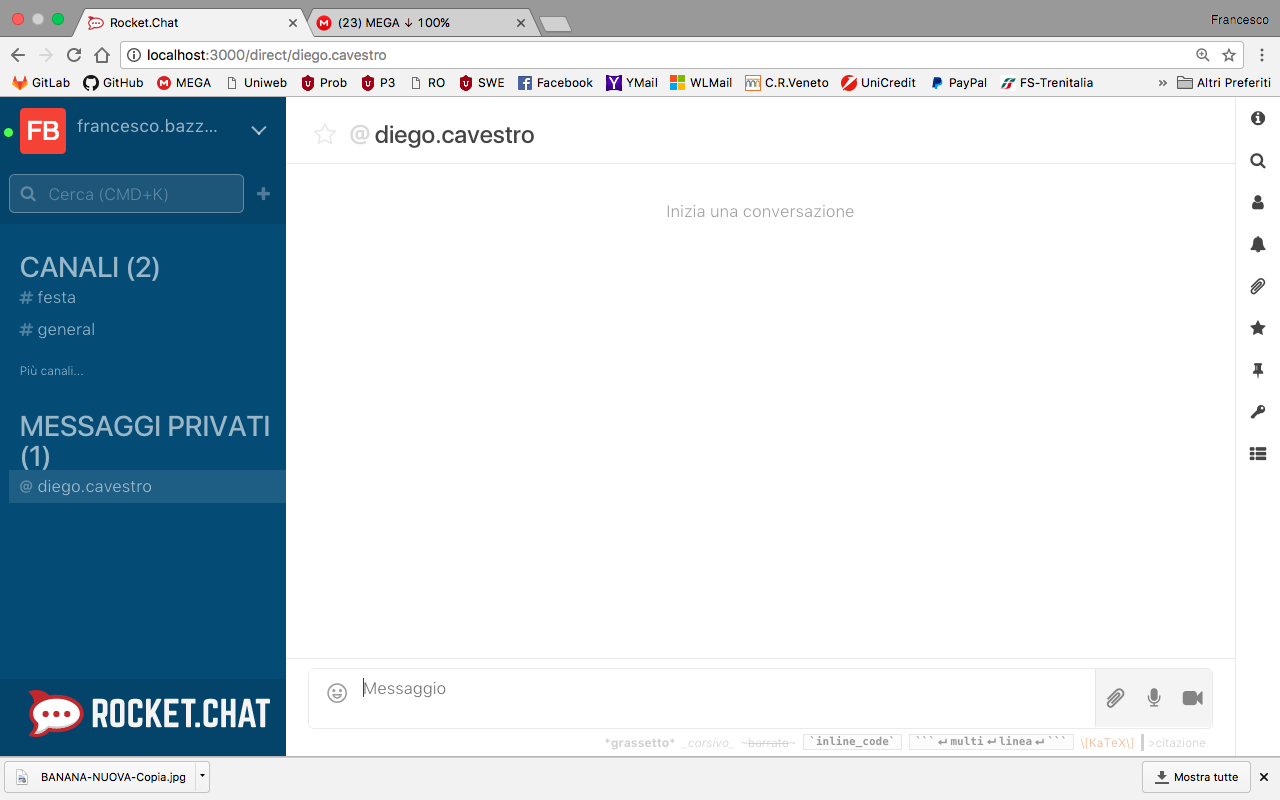 Rocket.Chat
(23) MEGA ↓ 100%
Francesco
localhost:3000/direct/diego.cavestro
GitLab GitHub MEGA Uniweb Prob P3 RO SWE Facebook YMail WLMail C.R.Veneto UniCredit PayPal FS-Trenitalia » Altri Preferiti
FB francesco.bazz...
@diego.cavestro
Cerca (CMD+K)
Inizia una conversazione
CANALI (2)
# festa
# general
Più canali...
MESSAGGI PRIVATI
(1)
@ diego.cavestro
Messaggio
ROCKET.CHAT
*grassetto* _corsivo_ ~barrato~ `inline_code` ```↵multi↵linea↵``` \[KaTeX\] >citazione
BANANA-NUOVA-Copia.jpg
Mostra tutte